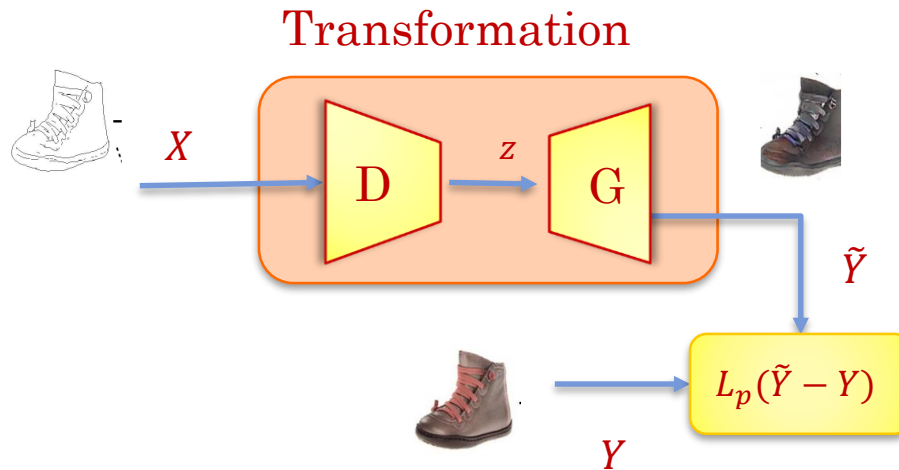 Transformation
X
D
z
G
Ỹ
L_p(Ỹ − Y)
Y